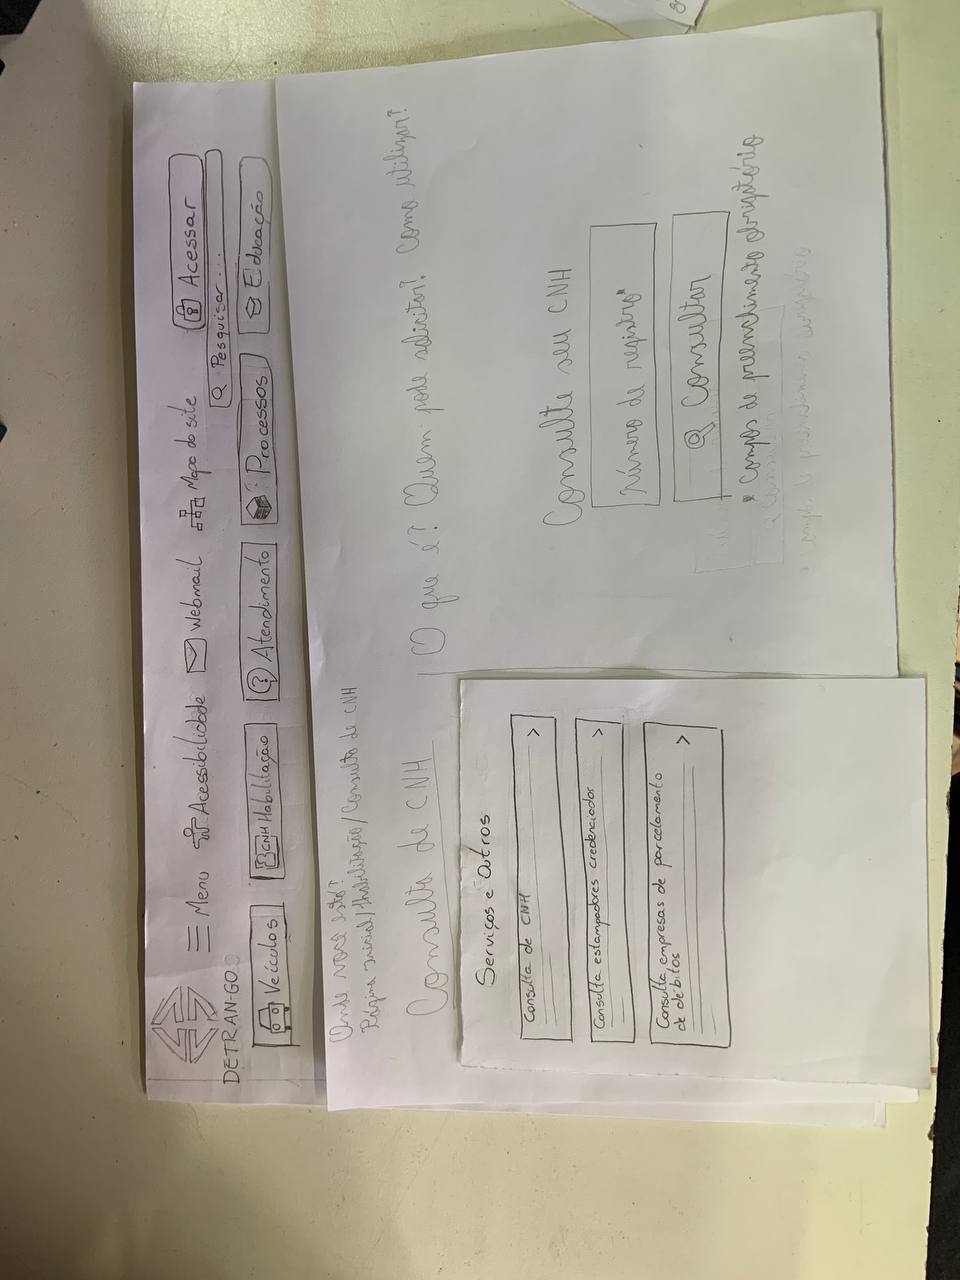 Menu Acessibilidade Webmail Mapa do site Acessar
Pesquisar...
DETRAN-GO
Veículos CNH Habilitação ? Atendimento Processos Educação
Onde você está?
Página inicial/Habilitação/Consulta de CNH
Consulta de CNH
O que é? Quem pode solicitar? Como utilizar?
Serviços e Outros
Consulta de CNH >
Consulta estampadores credenciados >
Consulta empresas de parcelamento
de débitos >
Consulte seu CNH
Número de registro*
Consultar
* campos de preenchimento obrigatório